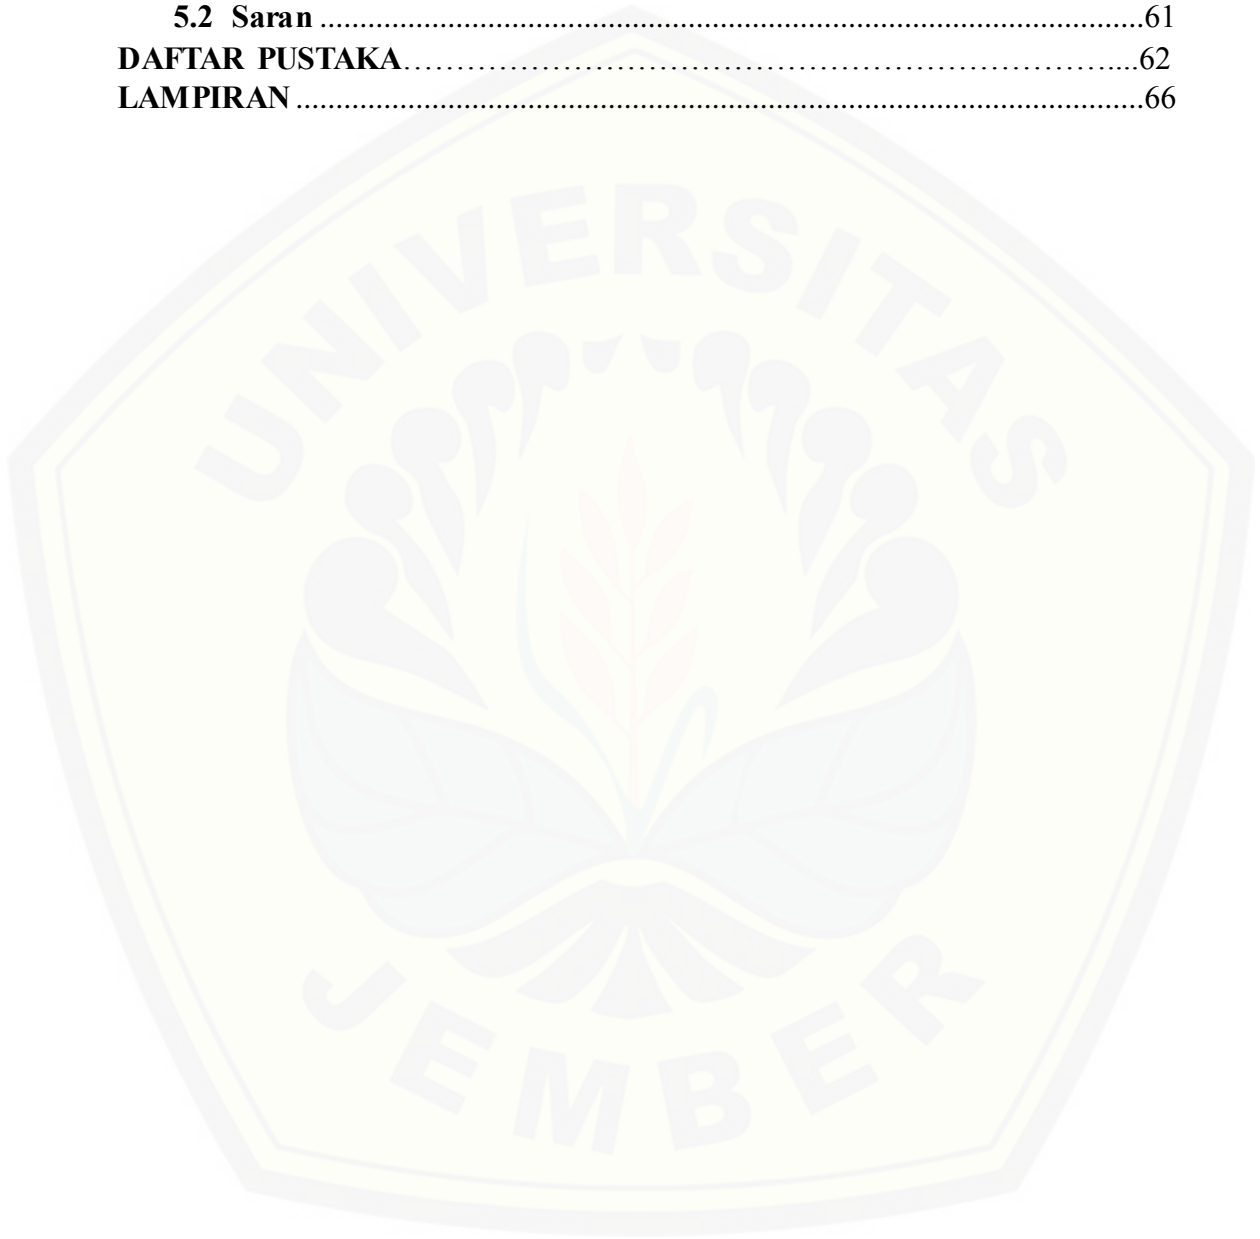 5.2 Saran ....................................................................................................61
DAFTAR PUSTAKA……………………………………………………………....62
LAMPIRAN .......................................................................................................66
UNIVERSITAS
JEMBER